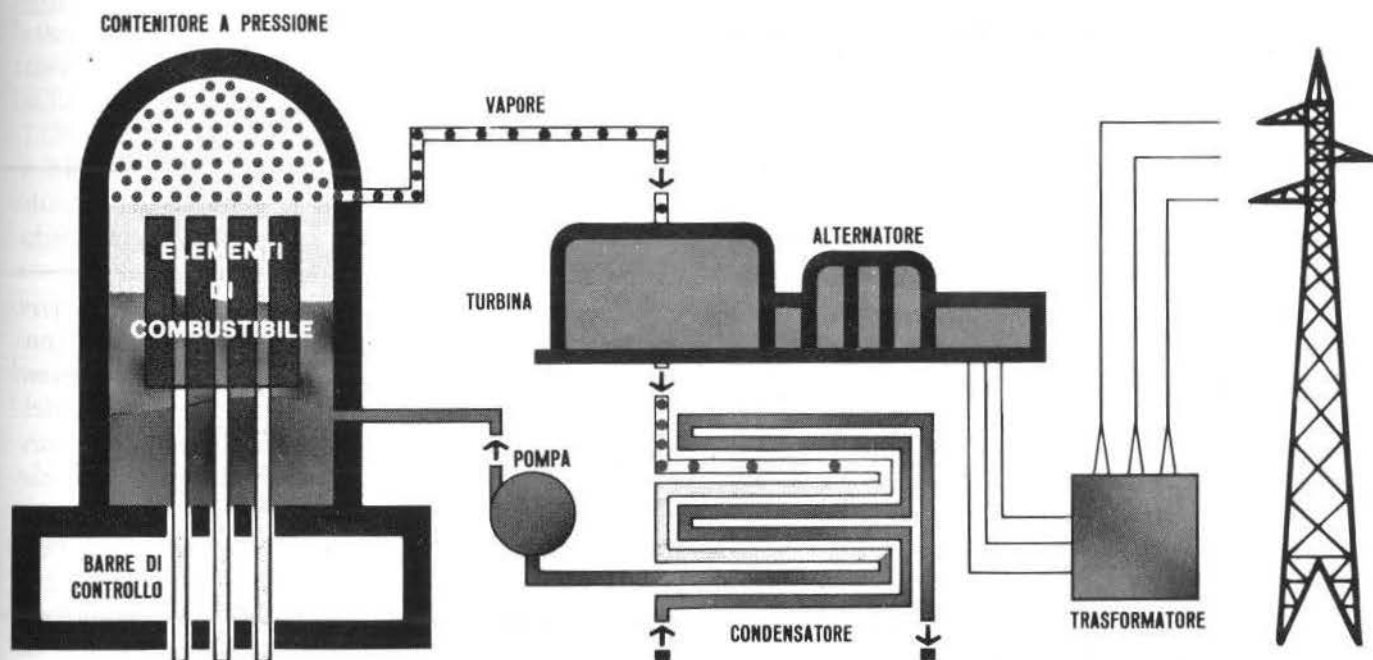 CONTENITORE A PRESSIONE
VAPORE
ELEMENTI
DI
COMBUSTIBILE
TURBINA
ALTERNATORE
POMPA
BARRE DI
CONTROLLO
CONDENSATORE
TRASFORMATORE